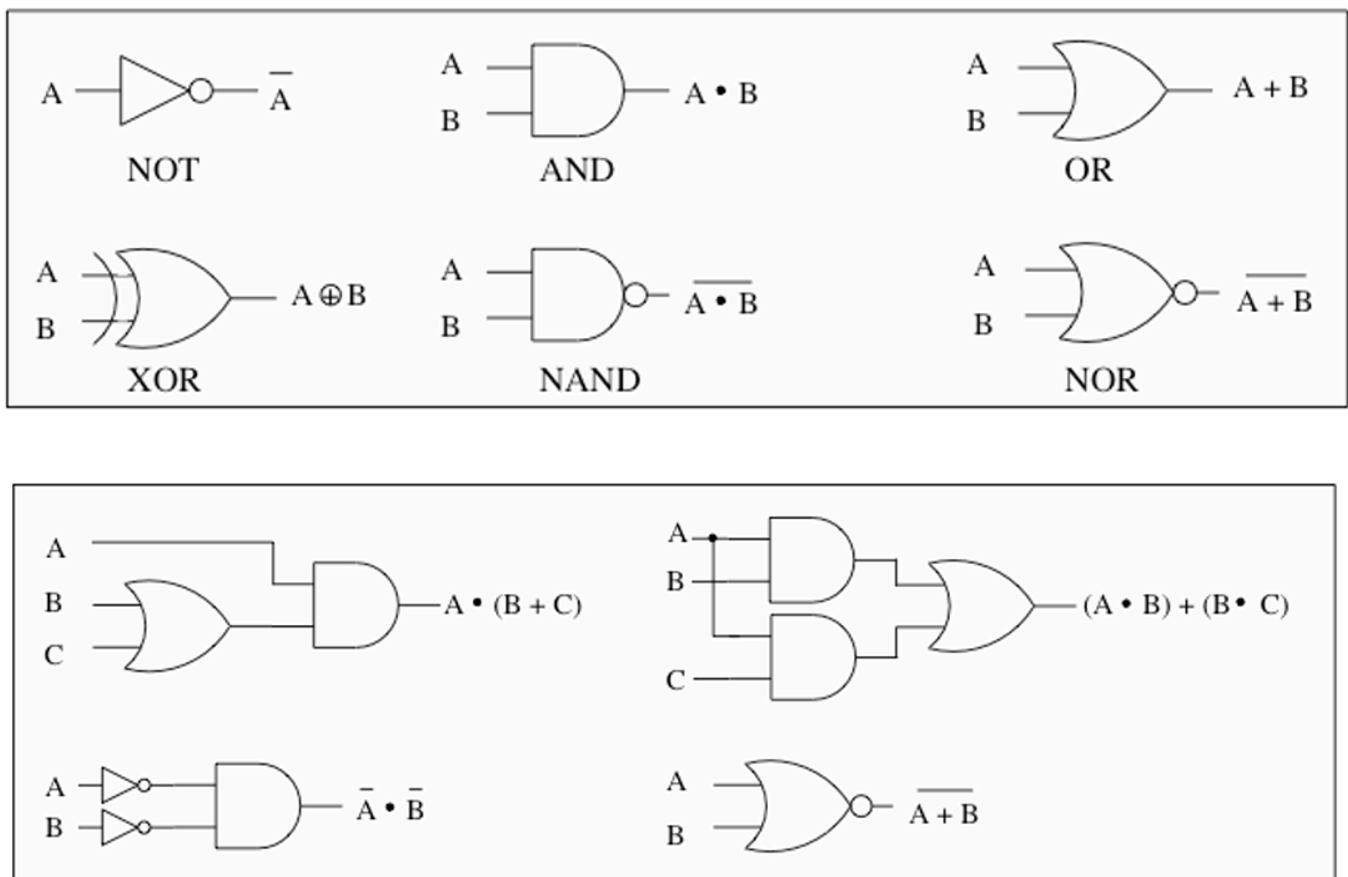 A A̅
B
A
A • B
B
A
A + B
NOT
AND
OR
A
B
A ⊕ B
A
B
A̅ ̅•̅ ̅B̅
A
B
A̅ ̅+̅ ̅B̅
XOR
NAND
NOR
A
B
C
A • (B + C)
A
B
C
(A • B) + (B • C)
A
B
A̅ • B̅
A
B
A̅ ̅+̅ ̅B̅